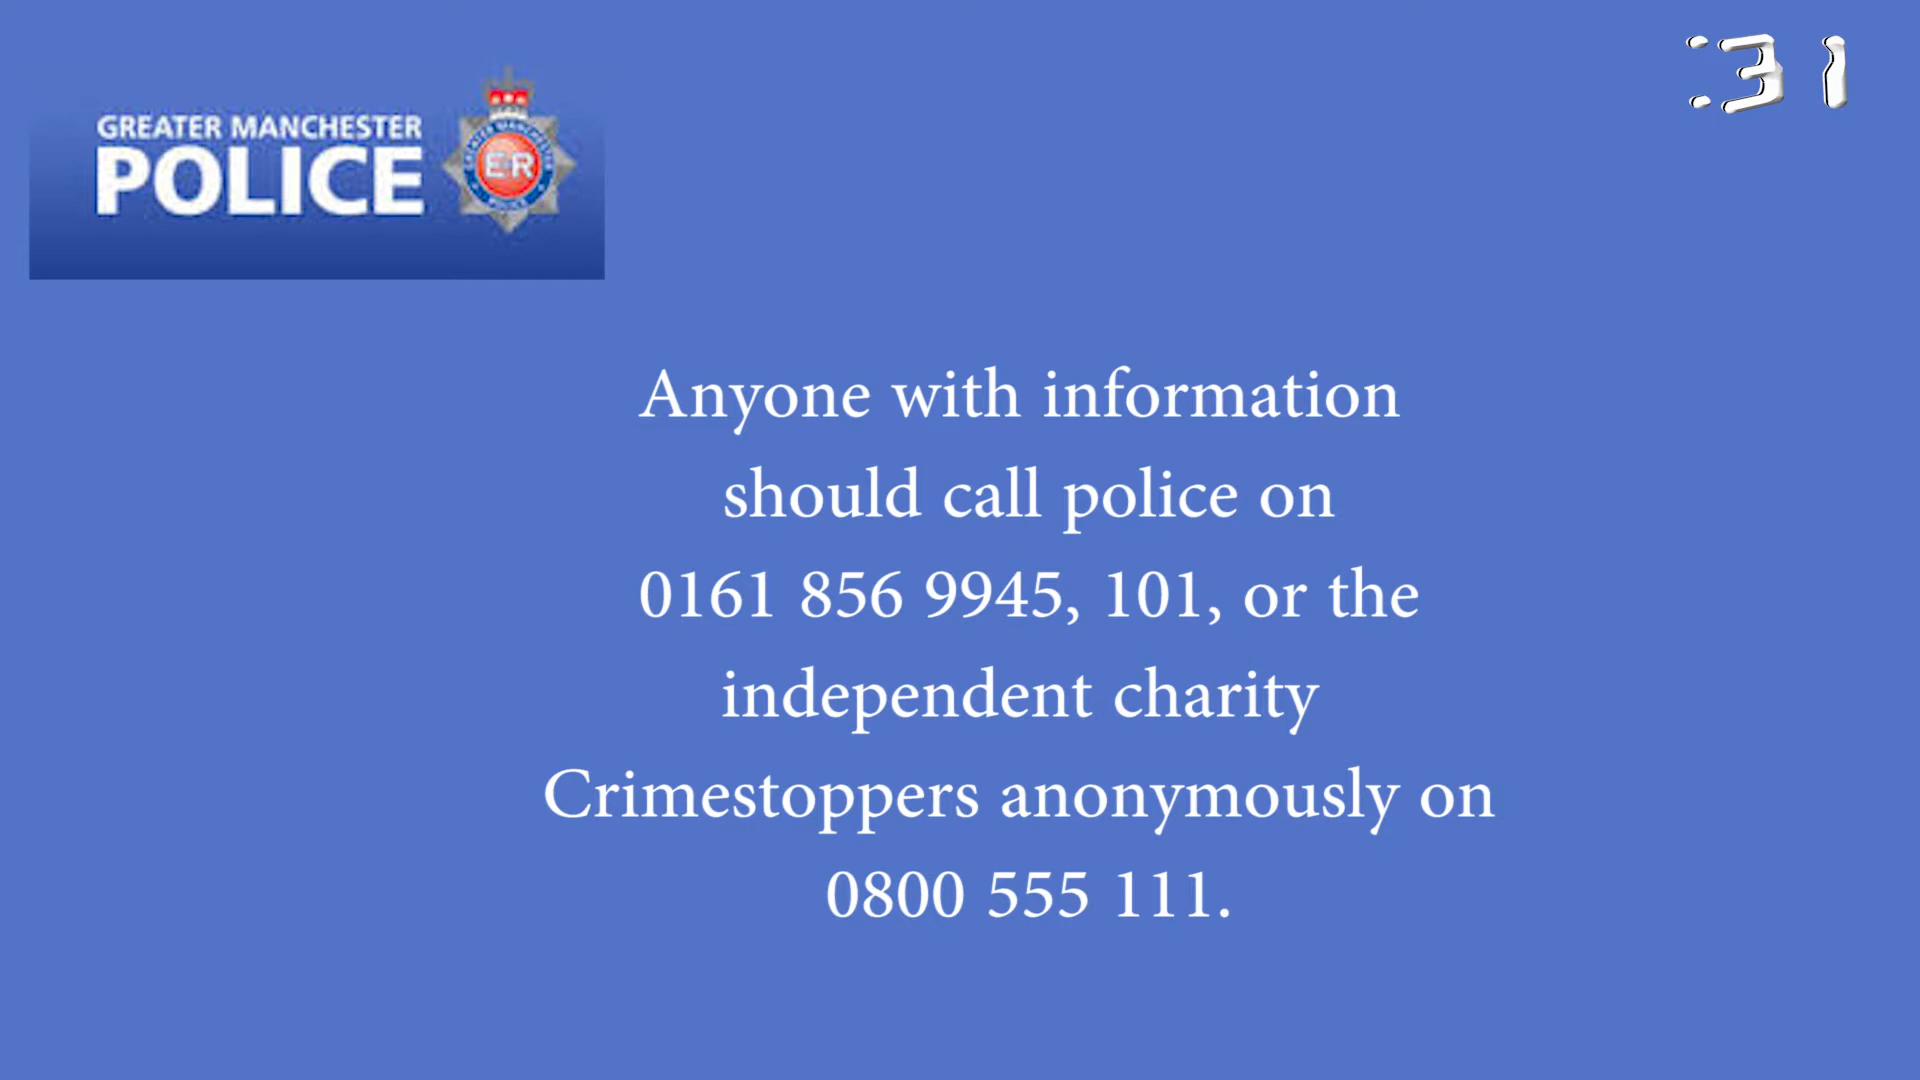 GREATER MANCHESTER
POLICE
E R
:31
Anyone with information
should call police on
0161 856 9945, 101, or the
independent charity
Crimestoppers anonymously on
0800 555 111.